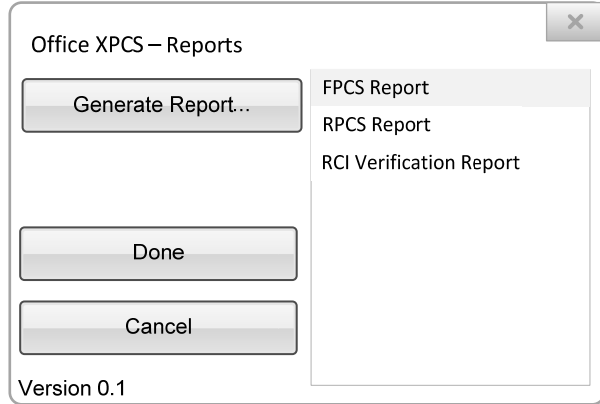 Office XPCS – Reports
Generate Report...
FPCS Report
RPCS Report
RCI Verification Report
Done
Cancel
Version 0.1